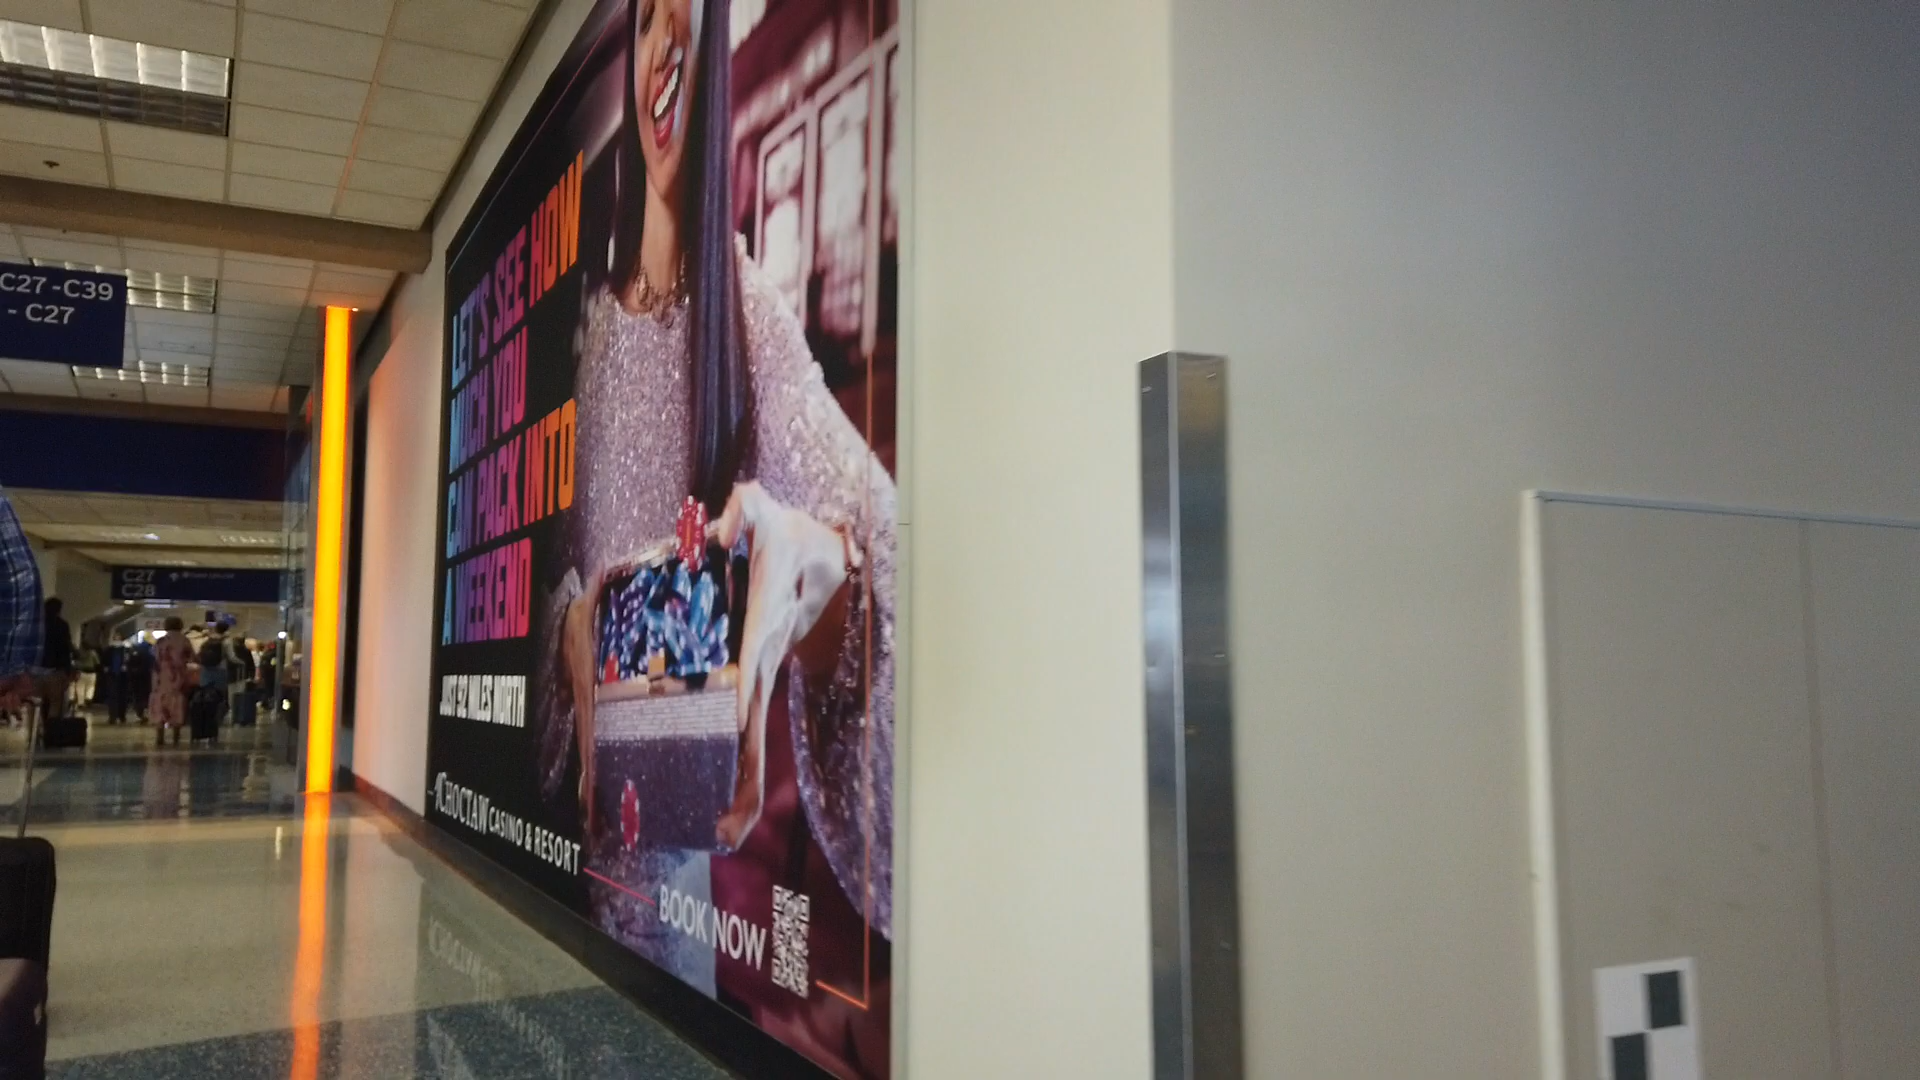 C27 - C39
- C27
C27
C28
LET'S SEE HOW
MUCH YOU
CAN PACK INTO
A WEEKEND
JUST 92 MILES NORTH
CHOCTAW CASINO & RESORT
BOOK NOW